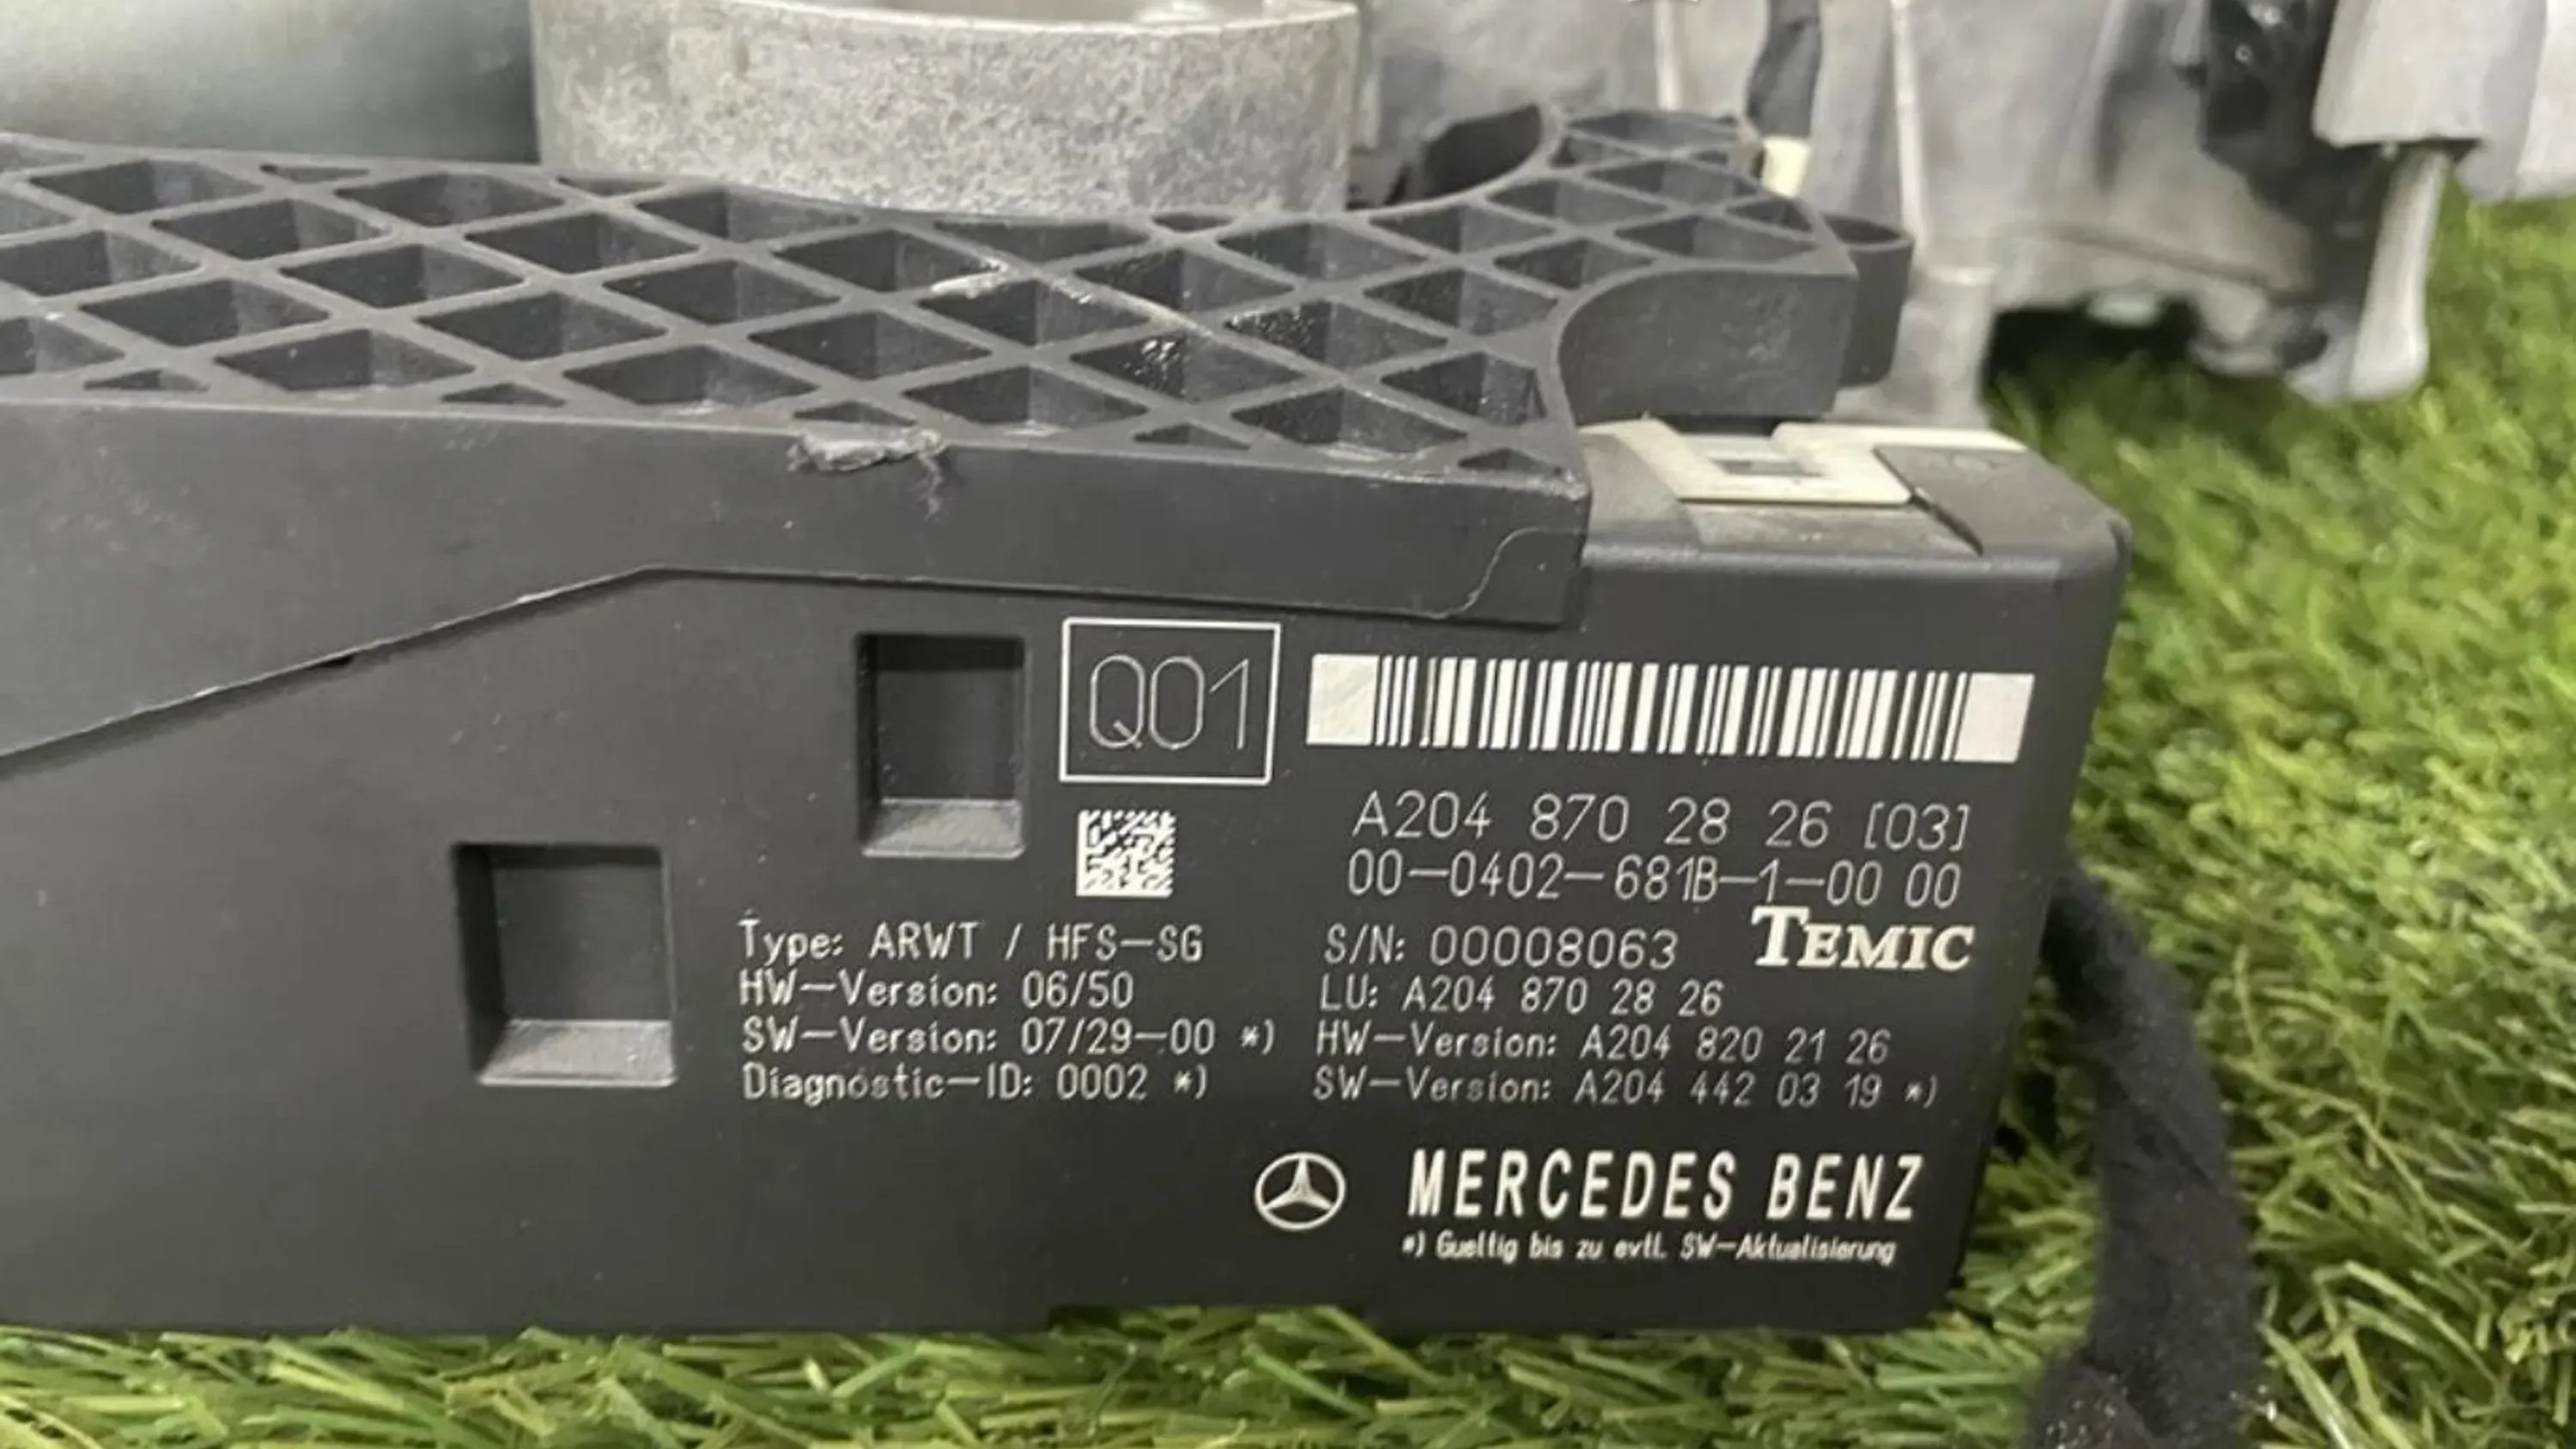 Q01
A204 870 28 26 [03]
00-0402-681B-1-00 00
TEMIC
Type: ARWT / HFS-SG
HW-Version: 06/50
SW-Version: 07/29-00 *)
Diagnostic-ID: 0002 *)
S/N: 00008063
LU: A204 870 28 26
HW-Version: A204 820 21 26
SW-Version: A204 442 03 19 *)
MERCEDES BENZ
*) Gueltig bis zu evtl. SW-Aktualisierung